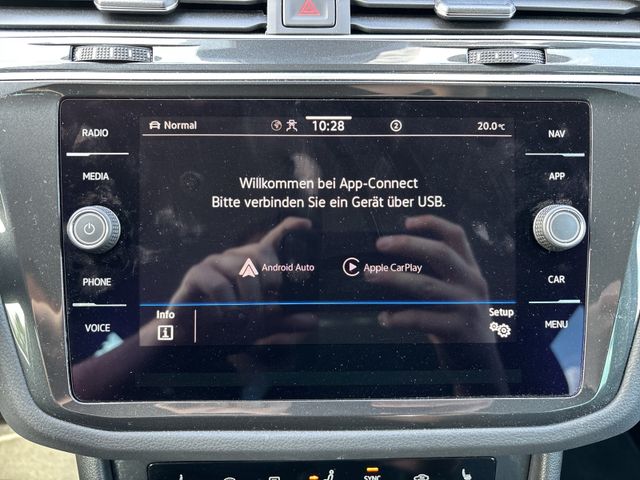 RADIO
MEDIA
PHONE
VOICE
Normal 10:28 2 20.0°C
Willkommen bei App-Connect
Bitte verbinden Sie ein Gerät über USB.
Android Auto Apple CarPlay
Info Setup
NAV
APP
CAR
MENU
SYNC